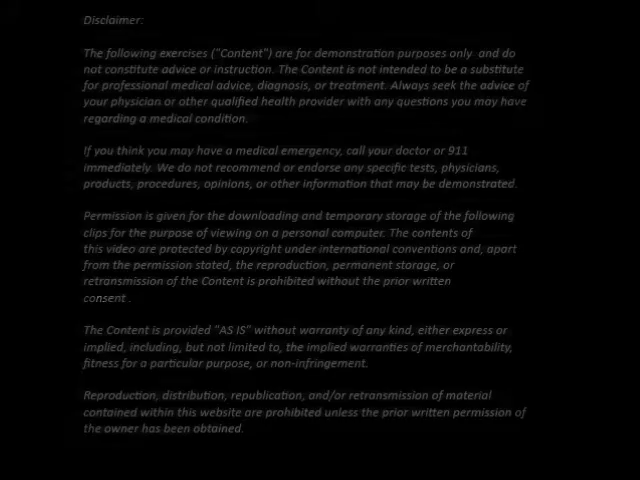 Disclaimer:
The following exercises ("Content") are for demonstration purposes only and do
not constitute advice or instruction. The Content is not intended to be a substitute
for professional medical advice, diagnosis, or treatment. Always seek the advice of
your physician or other qualified health provider with any questions you may have
regarding a medical condition.
If you think you may have a medical emergency, call your doctor or 911
immediately. We do not recommend or endorse any specific tests, physicians,
products, procedures, opinions, or other information that may be demonstrated.
Permission is given for the downloading and temporary storage of the following
clips for the purpose of viewing on a personal computer. The contents of
this video are protected by copyright under international conventions and, apart
from the permission stated, the reproduction, permanent storage, or
retransmission of the Content is prohibited without the prior written
consent .
The Content is provided "AS IS" without warranty of any kind, either express or
implied, including, but not limited to, the implied warranties of merchantability,
fitness for a particular purpose, or non-infringement.
Reproduction, distribution, republication, and/or retransmission of material
contained within this website are prohibited unless the prior written permission of
the owner has been obtained.